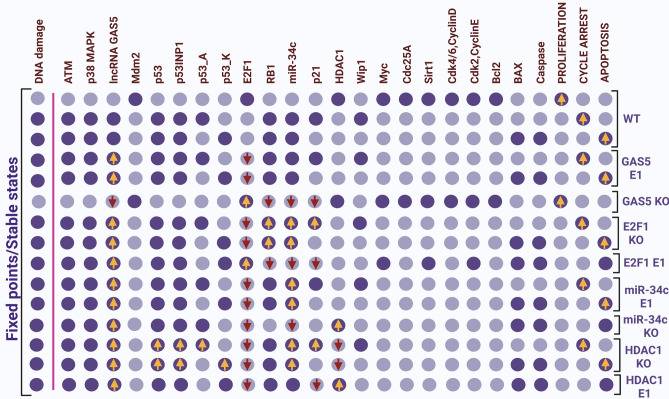 DNA damage
ATM
p38 MAPK
lncRNA GAS5
Mdm2
p53
p53INP1
p53_A
p53_K
E2F1
RB1
miR-34c
p21
HDAC1
Wip1
Myc
Cdc25A
Sirt1
Cdk4/6,CyclinD
Cdk2,CyclinE
Bcl2
BAX
Caspase
PROLIFERATION
CYCLE ARREST
APOPTOSIS
Fixed points/Stable states
WT
GAS5
E1
GAS5 KO
E2F1
KO
E2F1 E1
miR-34c
E1
miR-34c
KO
HDAC1
KO
HDAC1
E1